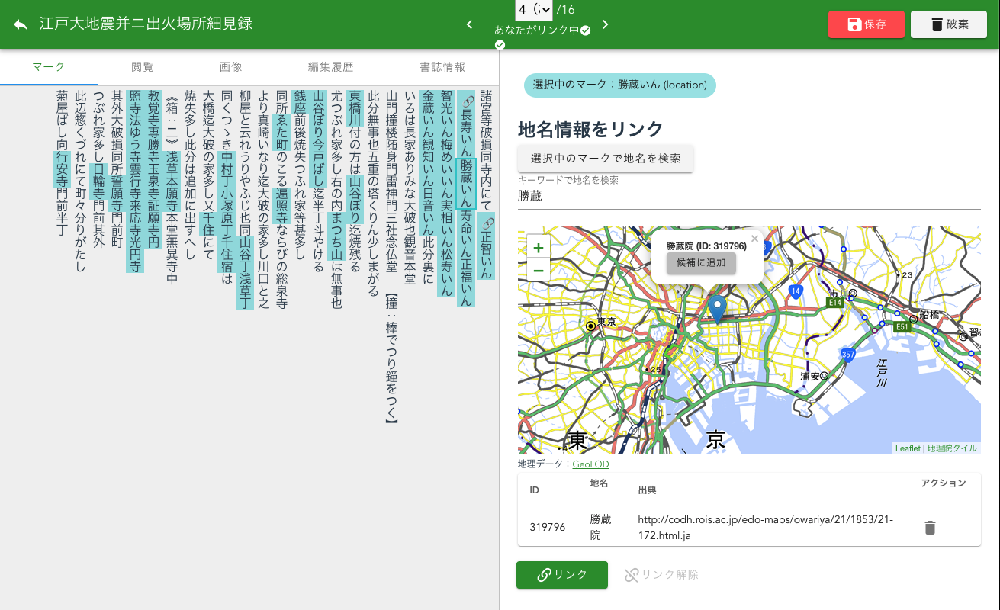 江戸大地震并ニ出火場所細見録
4
/16
あなたがリンク中
保存
破棄
マーク
閲覧
画像
編集履歴
書誌情報
諸宮等破損同寺内にて🔗正智いん
🔗長寿いん勝蔵いん寿命いん正福いん
智光いん梅めいいん実相いん松寿いん
金蔵いん観知いん日音いん此分裏に
いろは長家ありみな大破也観音本堂
山門撞楼随身門雷神門三社念仏堂【撞：棒でつり鐘をつく】
此分無事也五重の塔くりん少しまがる
東橋川付の方は山谷ぼり迄焼残る
尤つぶれ家多し右の内まつち山は無事也
山谷ぼり今戸ばし迄半丁斗やける
銭座前後焼失つふれ家等甚多し
同所ゑた町のこる遍照寺ならびの総泉寺
より真崎いなり迄大破の家多し川口と之
柳屋と云れうりやふじ也同山谷丁浅草丁
同くつゝき中村丁小塚原丁千住宿は
大橋迄大破の家多し又千住にて
焼失多し此分は追加に出すへし
《箱：二》浅草本願寺本堂無異寺中
教覚寺専勝寺玉泉寺証願寺円
照寺法ゆう寺雲行寺来応寺光円寺
其外大破損同所誓願寺門前町
つぶれ家多し日輪寺門前其外
此辺惣くづれにて町々分りがたし
菊屋ばし向行安寺門前半丁
選択中のマーク：勝蔵いん (location)
地名情報をリンク
選択中のマークで地名を検索
キーワードで地名を検索
勝蔵
+
−
勝蔵院 (ID: 319796)
×
候補に追加
6
14
23
市川
E14
船橋
E51
習
東京
357
25
浦安
江戸川
東
京
Leaflet | 地理院タイル
地理データ：GeoLOD
ID
地名
出典
アクション
319796
勝蔵院
http://codh.rois.ac.jp/edo-maps/owariya/21/1853/21-
172.html.ja
リンク
リンク解除